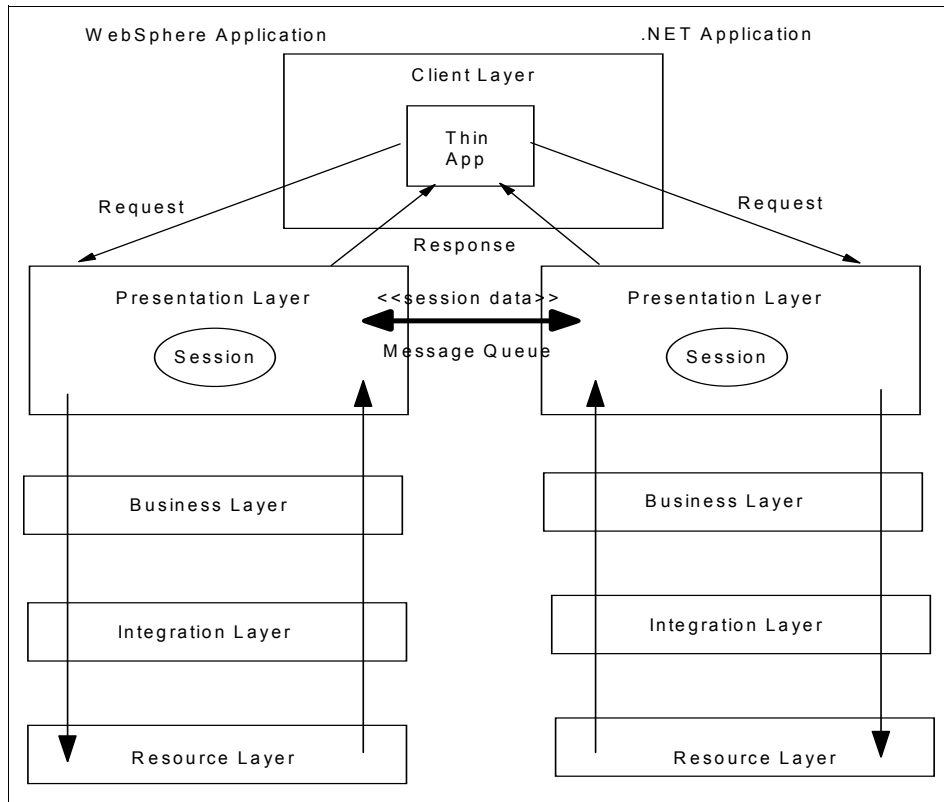 WebSphere Application
.NET Application
Client Layer
Thin
App
Request
Request
Response
Presentation Layer
<<session data>>
Presentation Layer
Message Queue
Session
Session
Business Layer
Business Layer
Integration Layer
Integration Layer
Resource Layer
Resource Layer